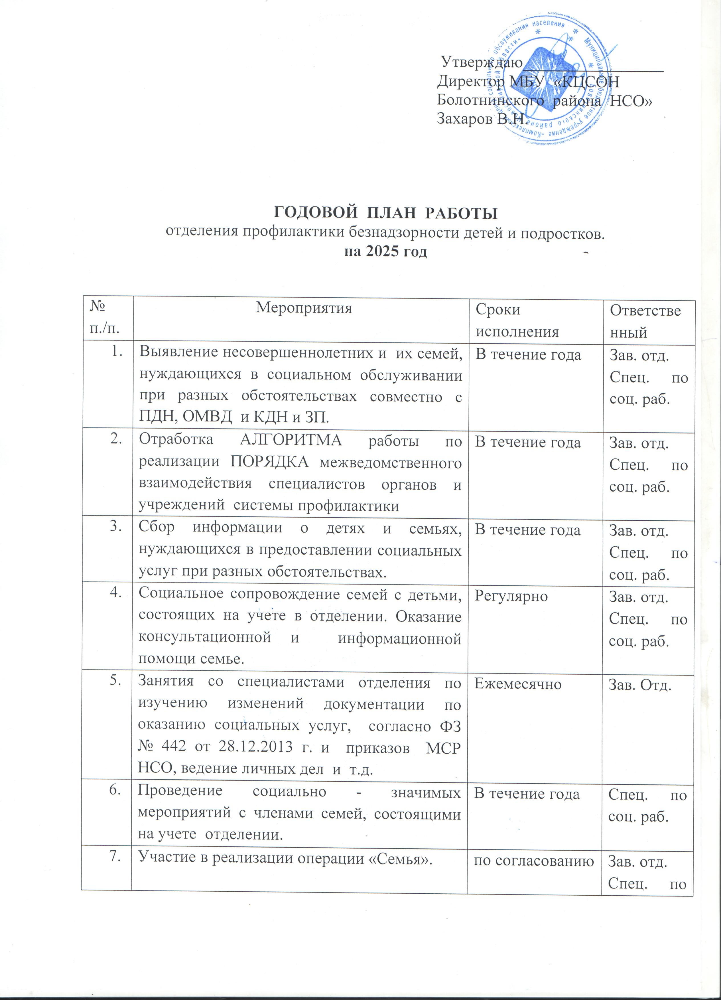 Утверждаю
Директор МБУ «КЦСОН
Болотнинского района НСО»
Захаров В.Н.
Муниципальное бюджетное учреждение «Комплексный центр социального обслуживания населения
Болотнинского района Новосибирской области»
ГОДОВОЙ ПЛАН РАБОТЫ
отделения профилактики безнадзорности детей и подростков.
на 2025 год
№ Мероприятия Сроки Ответстве
п./п. исполнения нный
1. Выявление несовершеннолетних и их семей, В течение года Зав. отд.
нуждающихся в социальном обслуживании Спец. по
при разных обстоятельствах совместно с соц. раб.
ПДН, ОМВД и КДН и ЗП.
2. Отработка АЛГОРИТМА работы по В течение года Зав. отд.
реализации ПОРЯДКА межведомственного Спец. по
взаимодействия специалистов органов и соц. раб.
учреждений системы профилактики
3. Сбор информации о детях и семьях, В течение года Зав. отд.
нуждающихся в предоставлении социальных Спец. по
услуг при разных обстоятельствах. соц. раб.
4. Социальное сопровождение семей с детьми, Регулярно Зав. отд.
состоящих на учете в отделении. Оказание Спец. по
консультационной и информационной соц. раб.
помощи семье.
5. Занятия со специалистами отделения по Ежемесячно Зав. Отд.
изучению изменений документации по
оказанию социальных услуг, согласно ФЗ
№ 442 от 28.12.2013 г. и приказов МСР
НСО, ведение личных дел и т.д.
6. Проведение социально - значимых В течение года Спец. по
мероприятий с членами семей, состоящими соц. раб.
на учете отделении.
7. Участие в реализации операции «Семья». по согласованию Зав. отд.
Спец. по